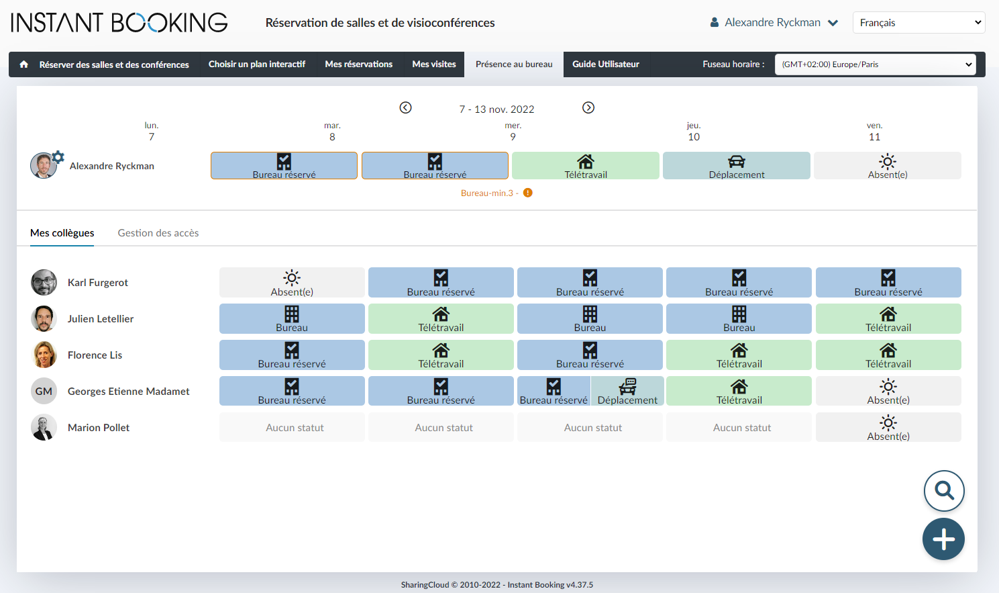 INSTANT BOOKING
Réservation de salles et de visioconférences
Alexandre Ryckman
Français
Réserver des salles et des conférences
Choisir un plan interactif
Mes réservations
Mes visites
Présence au bureau
Guide Utilisateur
Fuseau horaire :
(GMT+02:00) Europe/Paris
7 - 13 nov. 2022
lun. mar. mer. jeu. ven.
7 8 9 10 11
Alexandre Ryckman
Bureau réservé Bureau réservé Télétravail Déplacement Absent(e)
Bureau-min.3 -
Mes collègues Gestion des accès
Karl Furgerot
Absent(e) Bureau réservé Bureau réservé Bureau réservé Bureau réservé
Julien Letellier
Bureau Télétravail Bureau Bureau Télétravail
Florence Lis
Bureau réservé Télétravail Bureau réservé Télétravail Télétravail
GM Georges Etienne Madamet
Bureau réservé Bureau réservé Bureau réservé Déplacement Télétravail Absent(e)
Marion Pollet
Aucun statut Aucun statut Aucun statut Aucun statut Absent(e)
SharingCloud © 2010-2022 - Instant Booking v4.37.5